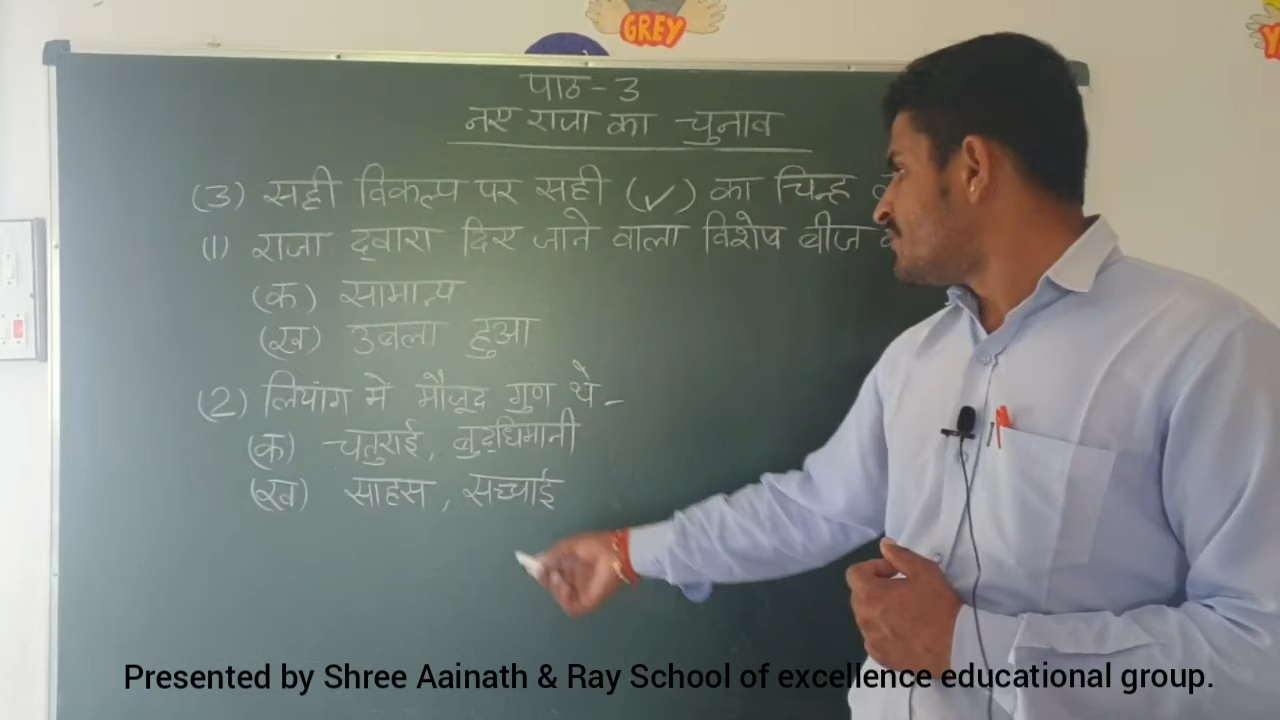 GREY
Y
पाठ - 3
नए राजा का चुनाव
(3) सही विकल्प पर सही (✓) का चिन्ह
(1) राजा द्वारा दिए जाने वाला विशेष बीज
(क) सामान्य
(ख) उबला हुआ
(2) लियांग मे मौजूद गुण थे -
(क) चतुराई, बुद्धिमानी
(ख) साहस, सच्चाई
Presented by Shree Aainath & Ray School of excellence educational group.